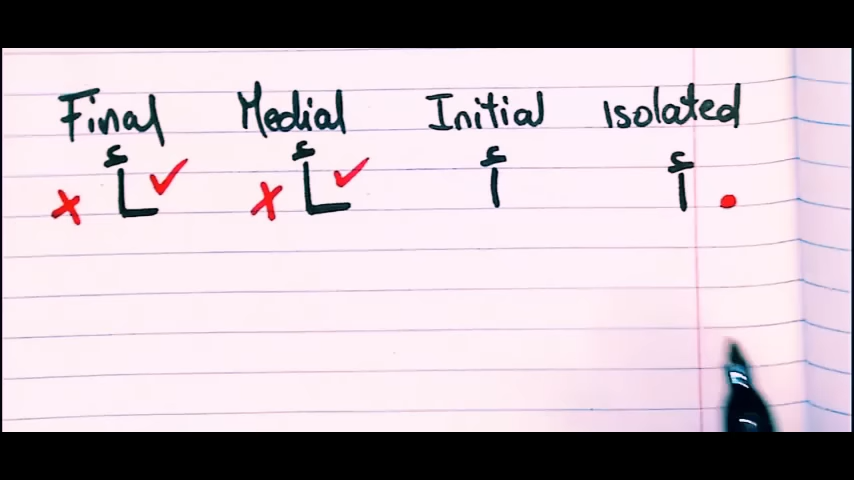 Final Medial Initial Isolated
ـأ ـأ أ أ